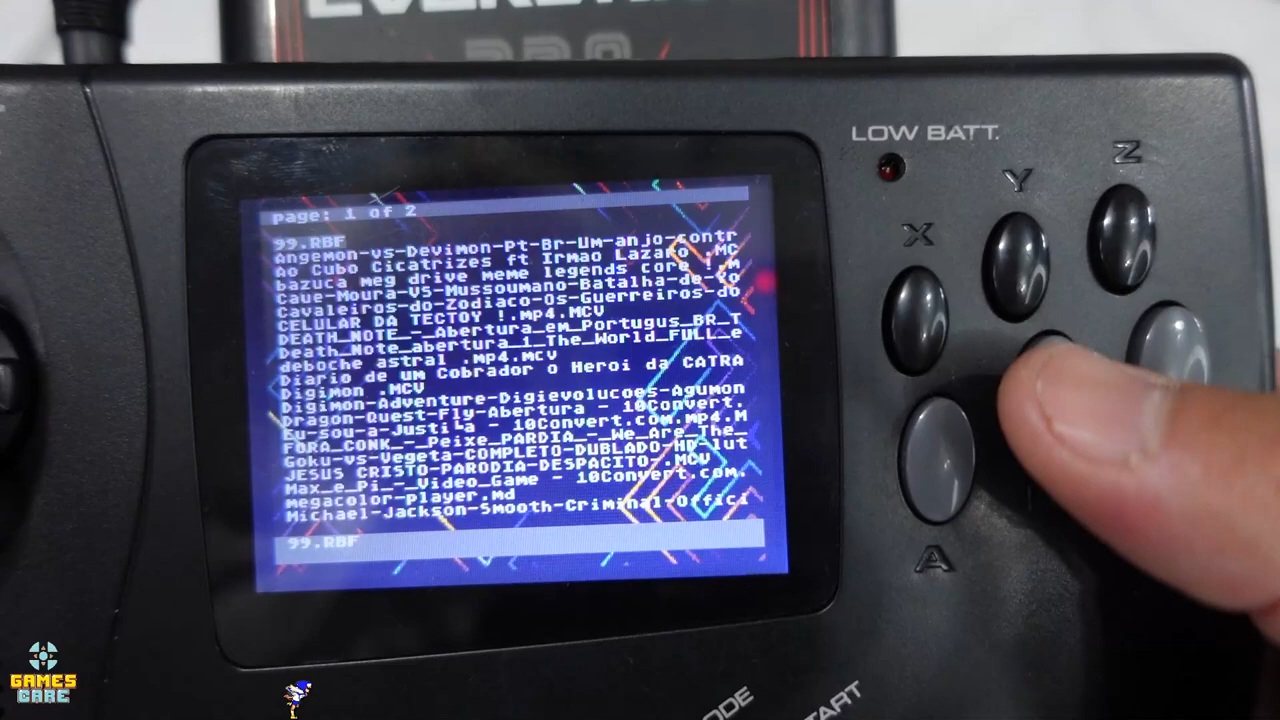 EVERDRIVE
PRO
LOW BATT.
X
Y
Z
A
page: 1 of 2
99.RBF
Angemon-vs-Devimon-Pt-Br-Um-anjo-contr
Ao Cubo Cicatrizes ft Irmao Lazaro .MC
bazuca meg drive meme legends core !.M
Caue-Moura-VS-Mussoumano-Batalha-de-Yo
Cavaleiros-do-Zodiaco-Os-Guerreiros-do
CELULAR DA TECTOY !.MP4.MCV
DEATH_NOTE_-_Abertura_em_Portugus_BR_T
Death_Note_abertura_1_The_World_FULL_e
deboche astral .MP4.mcv
Diario de um Cobrador o Heroi da CATRA
Digimon .MCV
Digimon-Adventure-Digievolucoes-Agumon
Dragon-Quest-Fly-Abertura - 10Convert.
Eu-sou-a-Justi - 10Convert.com.mp4.M
FORA_CONK_-_Peixe_PARDIA_-_We_Are_The_
Goku-vs-Vegeta-COMPLETO-DUBLADO-HD-lut
JESUS CRISTO-PARODIA-DESPACITO .MCV
Max_e_Pi_-_Video_Game - 10Convert.com.
megacolor-player.Md
Michael-Jackson-Smooth-Criminal-Offici
99.RBF
ODE
TART
GAMES
CARE